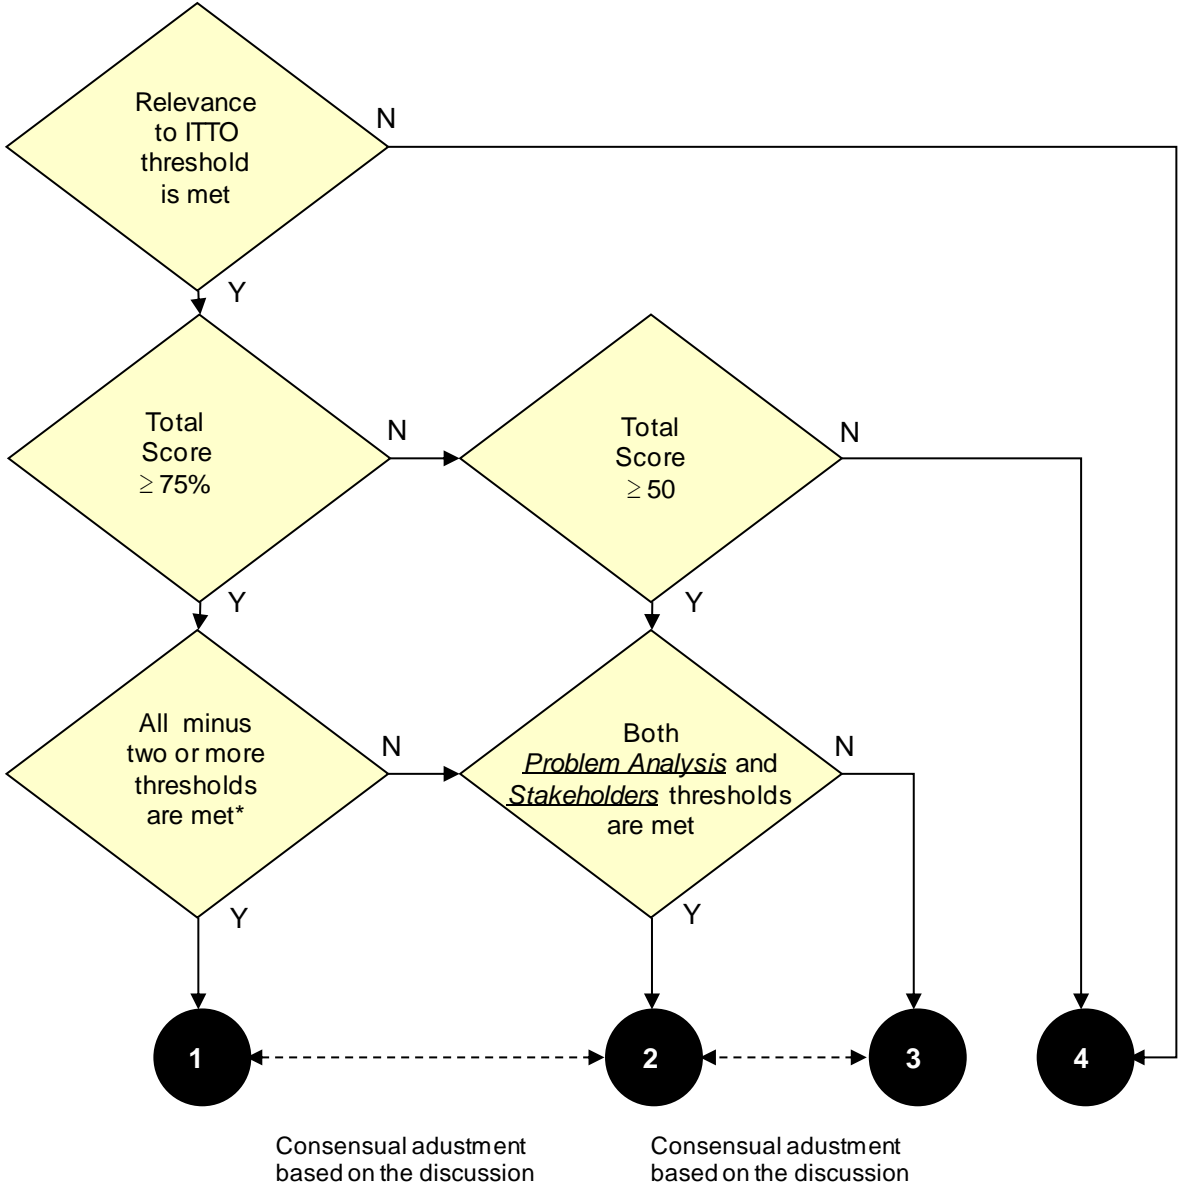 Relevance
to ITTO
threshold
is met
N
Y
Total
Score
≥ 75%
N
Y
Total
Score
≥ 50
N
Y
All minus
two or more
thresholds
are met*
N
Y
Both
Problem Analysis and
Stakeholders thresholds
are met
N
Y
1
2
3
4
Consensual adustment
based on the discussion
Consensual adustment
based on the discussion